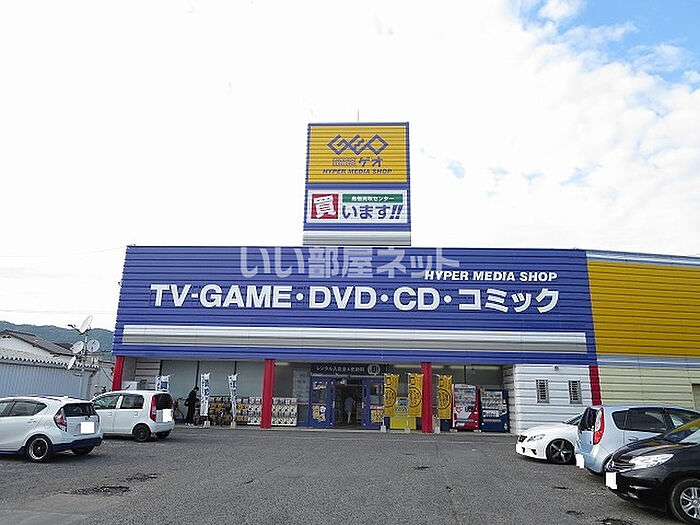 GEO
ゲオ
HYPER MEDIA SHOP
高価買取センター
買います!!
いい部屋ネット
HYPER MEDIA SHOP
TV-GAME・DVD・CD・コミック